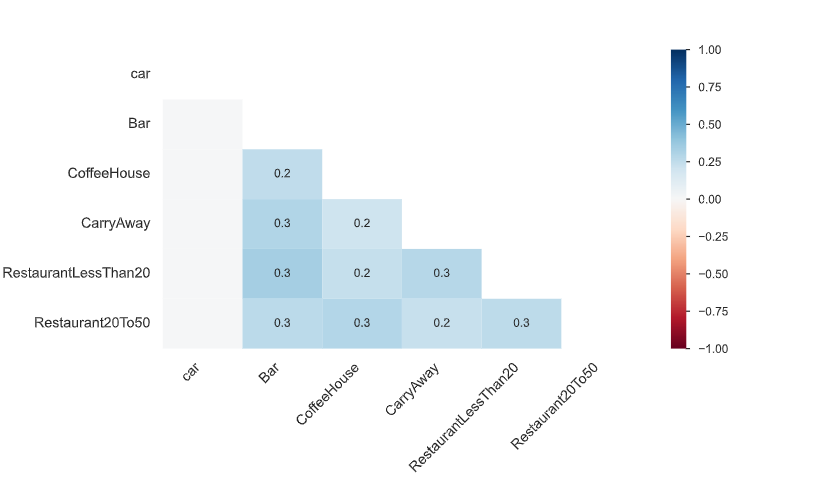 car
Bar
CoffeeHouse 0.2
CarryAway 0.3 0.2
RestaurantLessThan20 0.3 0.2 0.3
Restaurant20To50 0.3 0.3 0.2 0.3
car Bar CoffeeHouse CarryAway RestaurantLessThan20 Restaurant20To50
1.00
0.75
0.50
0.25
0.00
−0.25
−0.50
−0.75
−1.00